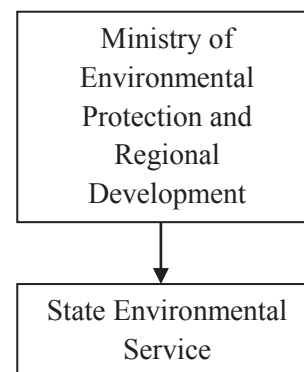 Ministry of
Environmental
Protection and
Regional
Development
State Environmental
Service